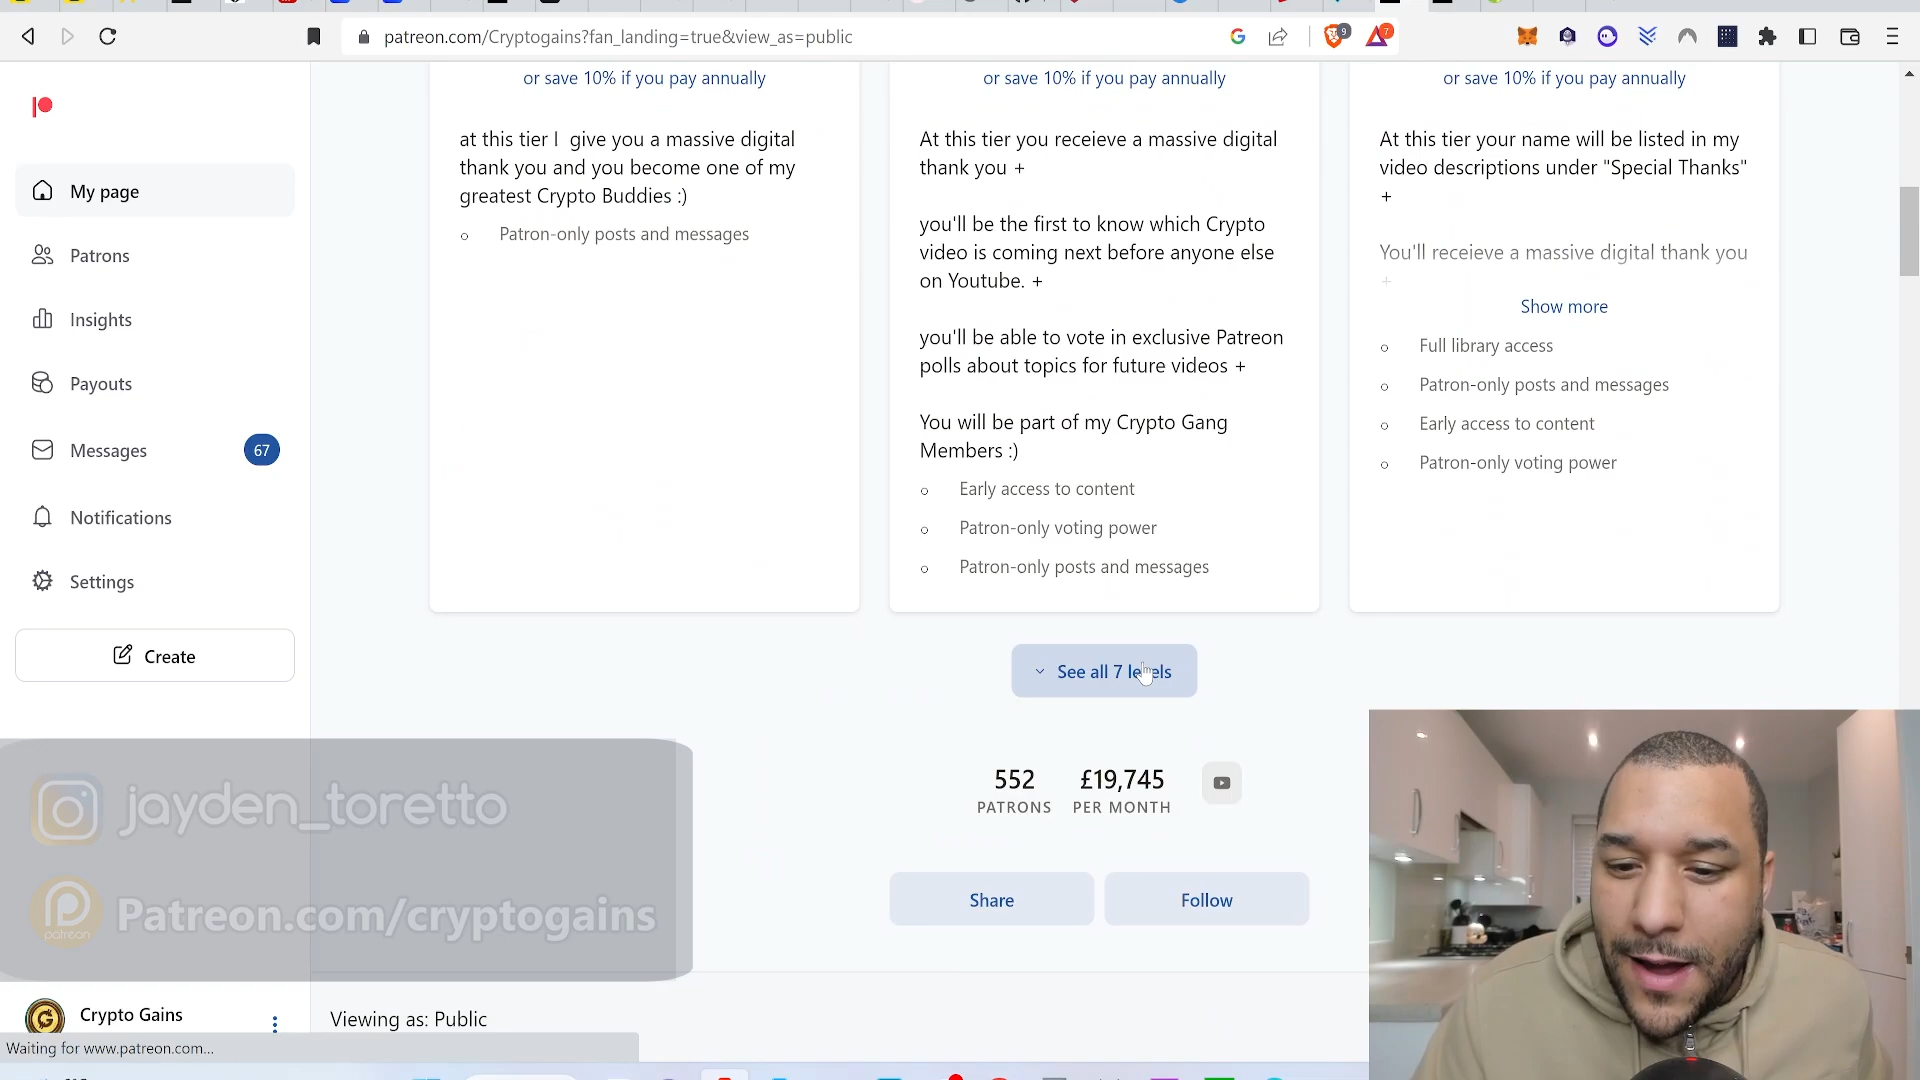 patreon.com/Cryptogains?fan_landing=true&view_as=public
9
7
My page
Patrons
Insights
Payouts
Messages
67
Notifications
Settings
Create
or save 10% if you pay annually
at this tier I give you a massive digital
thank you and you become one of my
greatest Crypto Buddies :)
Patron-only posts and messages
or save 10% if you pay annually
At this tier you receieve a massive digital
thank you +
you'll be the first to know which Crypto
video is coming next before anyone else
on Youtube. +
you'll be able to vote in exclusive Patreon
polls about topics for future videos +
You will be part of my Crypto Gang
Members :)
Early access to content
Patron-only voting power
Patron-only posts and messages
or save 10% if you pay annually
At this tier your name will be listed in my
video descriptions under "Special Thanks"
+
You'll receieve a massive digital thank you
+
Show more
Full library access
Patron-only posts and messages
Early access to content
Patron-only voting power
See all 7 levels
552
PATRONS
£19,745
PER MONTH
Share
Follow
jayden_toretto
patreon
Patreon.com/cryptogains
Crypto Gains
Viewing as: Public
Waiting for www.patreon.com...